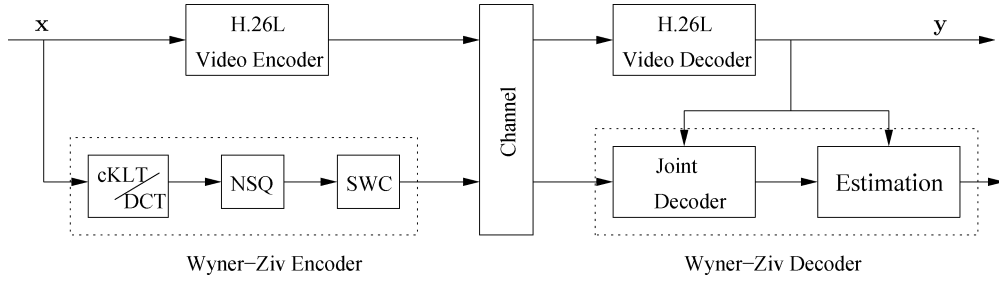 x
H.26L
Video Encoder
H.26L
Video Decoder
y
Channel
cKLT/DCT
NSQ
SWC
Joint
Decoder
Estimation
Wyner−Ziv Encoder
Wyner−Ziv Decoder